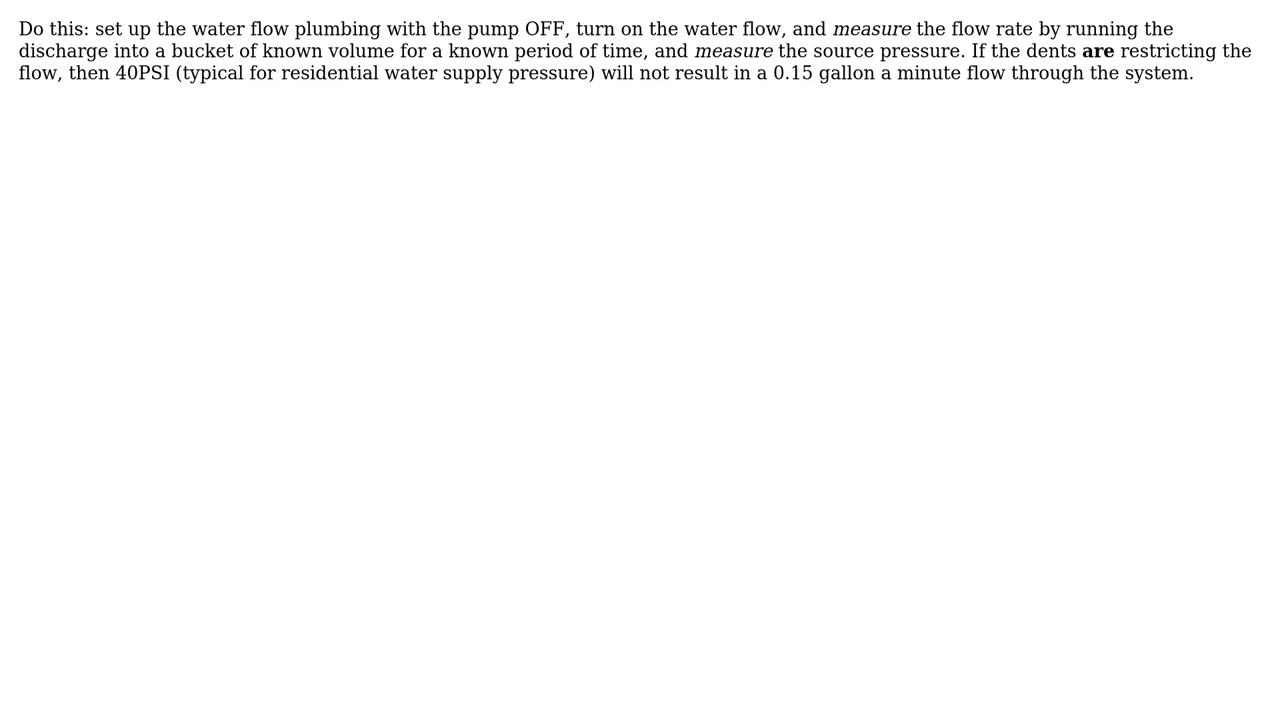 Do this: set up the water flow plumbing with the pump OFF, turn on the water flow, and measure the flow rate by running the
discharge into a bucket of known volume for a known period of time, and measure the source pressure. If the dents are restricting the
flow, then 40PSI (typical for residential water supply pressure) will not result in a 0.15 gallon a minute flow through the system.